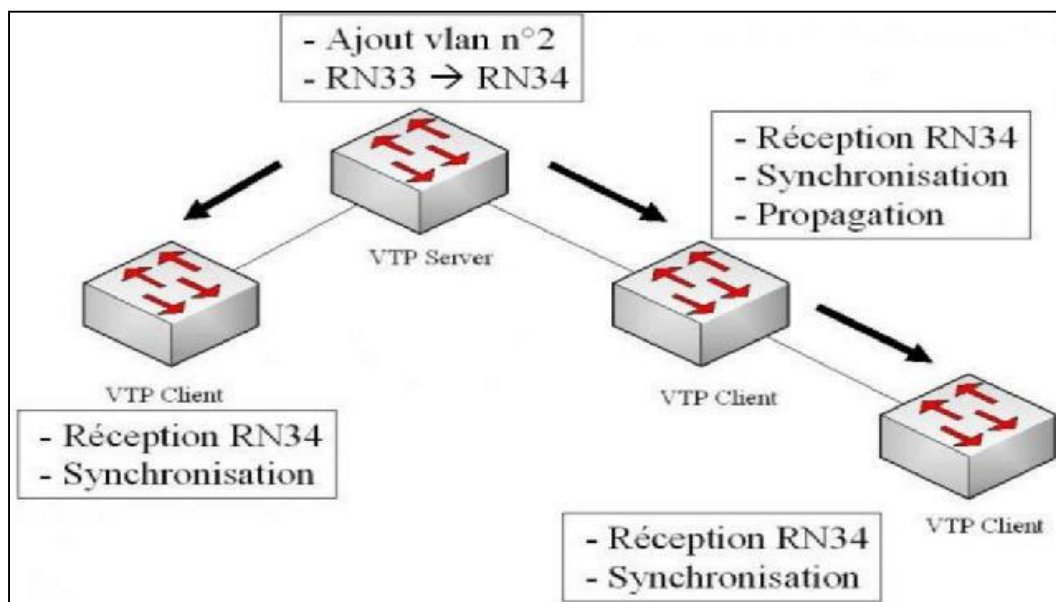 - Ajout vlan n°2
- RN33 → RN34
- Réception RN34
- Synchronisation
- Propagation
VTP Server
VTP Client
- Réception RN34
- Synchronisation
VTP Client
VTP Client
- Réception RN34
- Synchronisation